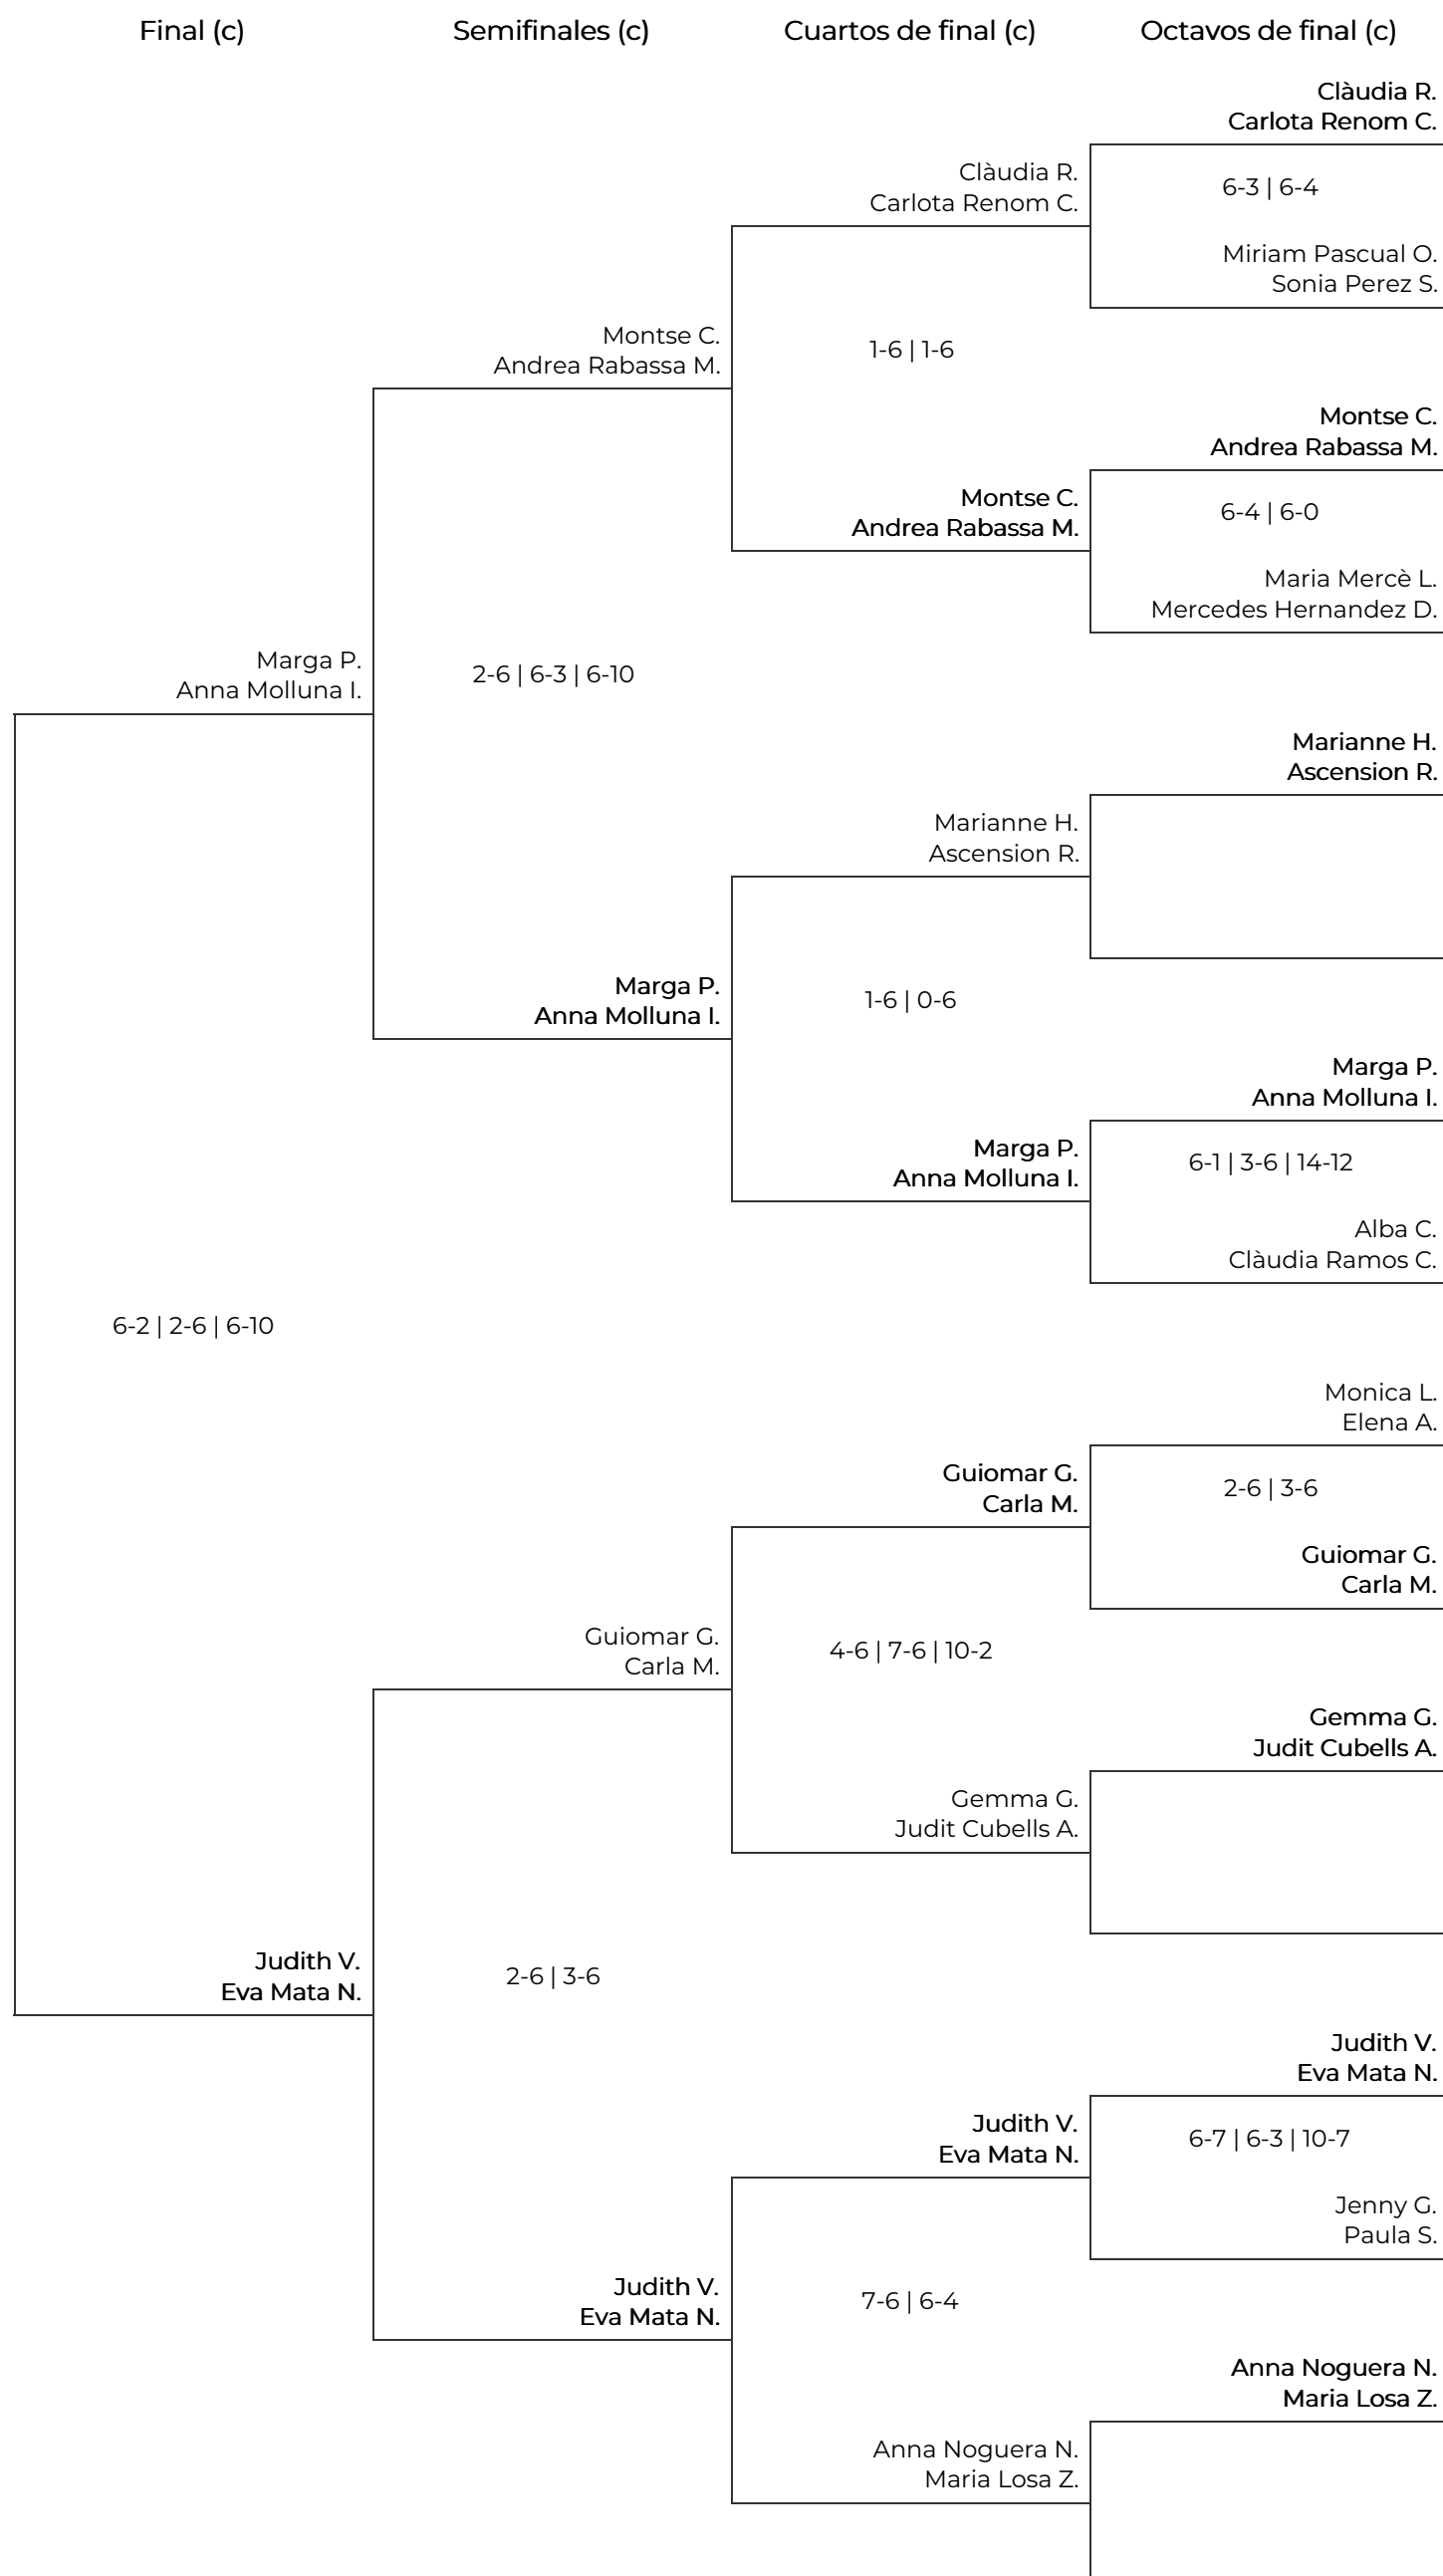 Final (c)
Semifinales (c)
Cuartos de final (c)
Octavos de final (c)
Clàudia R.
Carlota Renom C.
Clàudia R.
Carlota Renom C.
6-3 | 6-4
Miriam Pascual O.
Sonia Perez S.
Montse C.
Andrea Rabassa M.
1-6 | 1-6
Montse C.
Andrea Rabassa M.
Montse C.
Andrea Rabassa M.
6-4 | 6-0
Maria Mercè L.
Mercedes Hernandez D.
Marga P.
Anna Molluna I.
2-6 | 6-3 | 6-10
Marianne H.
Ascension R.
Marianne H.
Ascension R.
Marga P.
Anna Molluna I.
1-6 | 0-6
Marga P.
Anna Molluna I.
Marga P.
Anna Molluna I.
6-1 | 3-6 | 14-12
Alba C.
Clàudia Ramos C.
6-2 | 2-6 | 6-10
Monica L.
Elena A.
Guiomar G.
Carla M.
2-6 | 3-6
Guiomar G.
Carla M.
Guiomar G.
Carla M.
4-6 | 7-6 | 10-2
Gemma G.
Judit Cubells A.
Gemma G.
Judit Cubells A.
Judith V.
Eva Mata N.
2-6 | 3-6
Judith V.
Eva Mata N.
Judith V.
Eva Mata N.
6-7 | 6-3 | 10-7
Jenny G.
Paula S.
Judith V.
Eva Mata N.
7-6 | 6-4
Anna Noguera N.
Maria Losa Z.
Anna Noguera N.
Maria Losa Z.